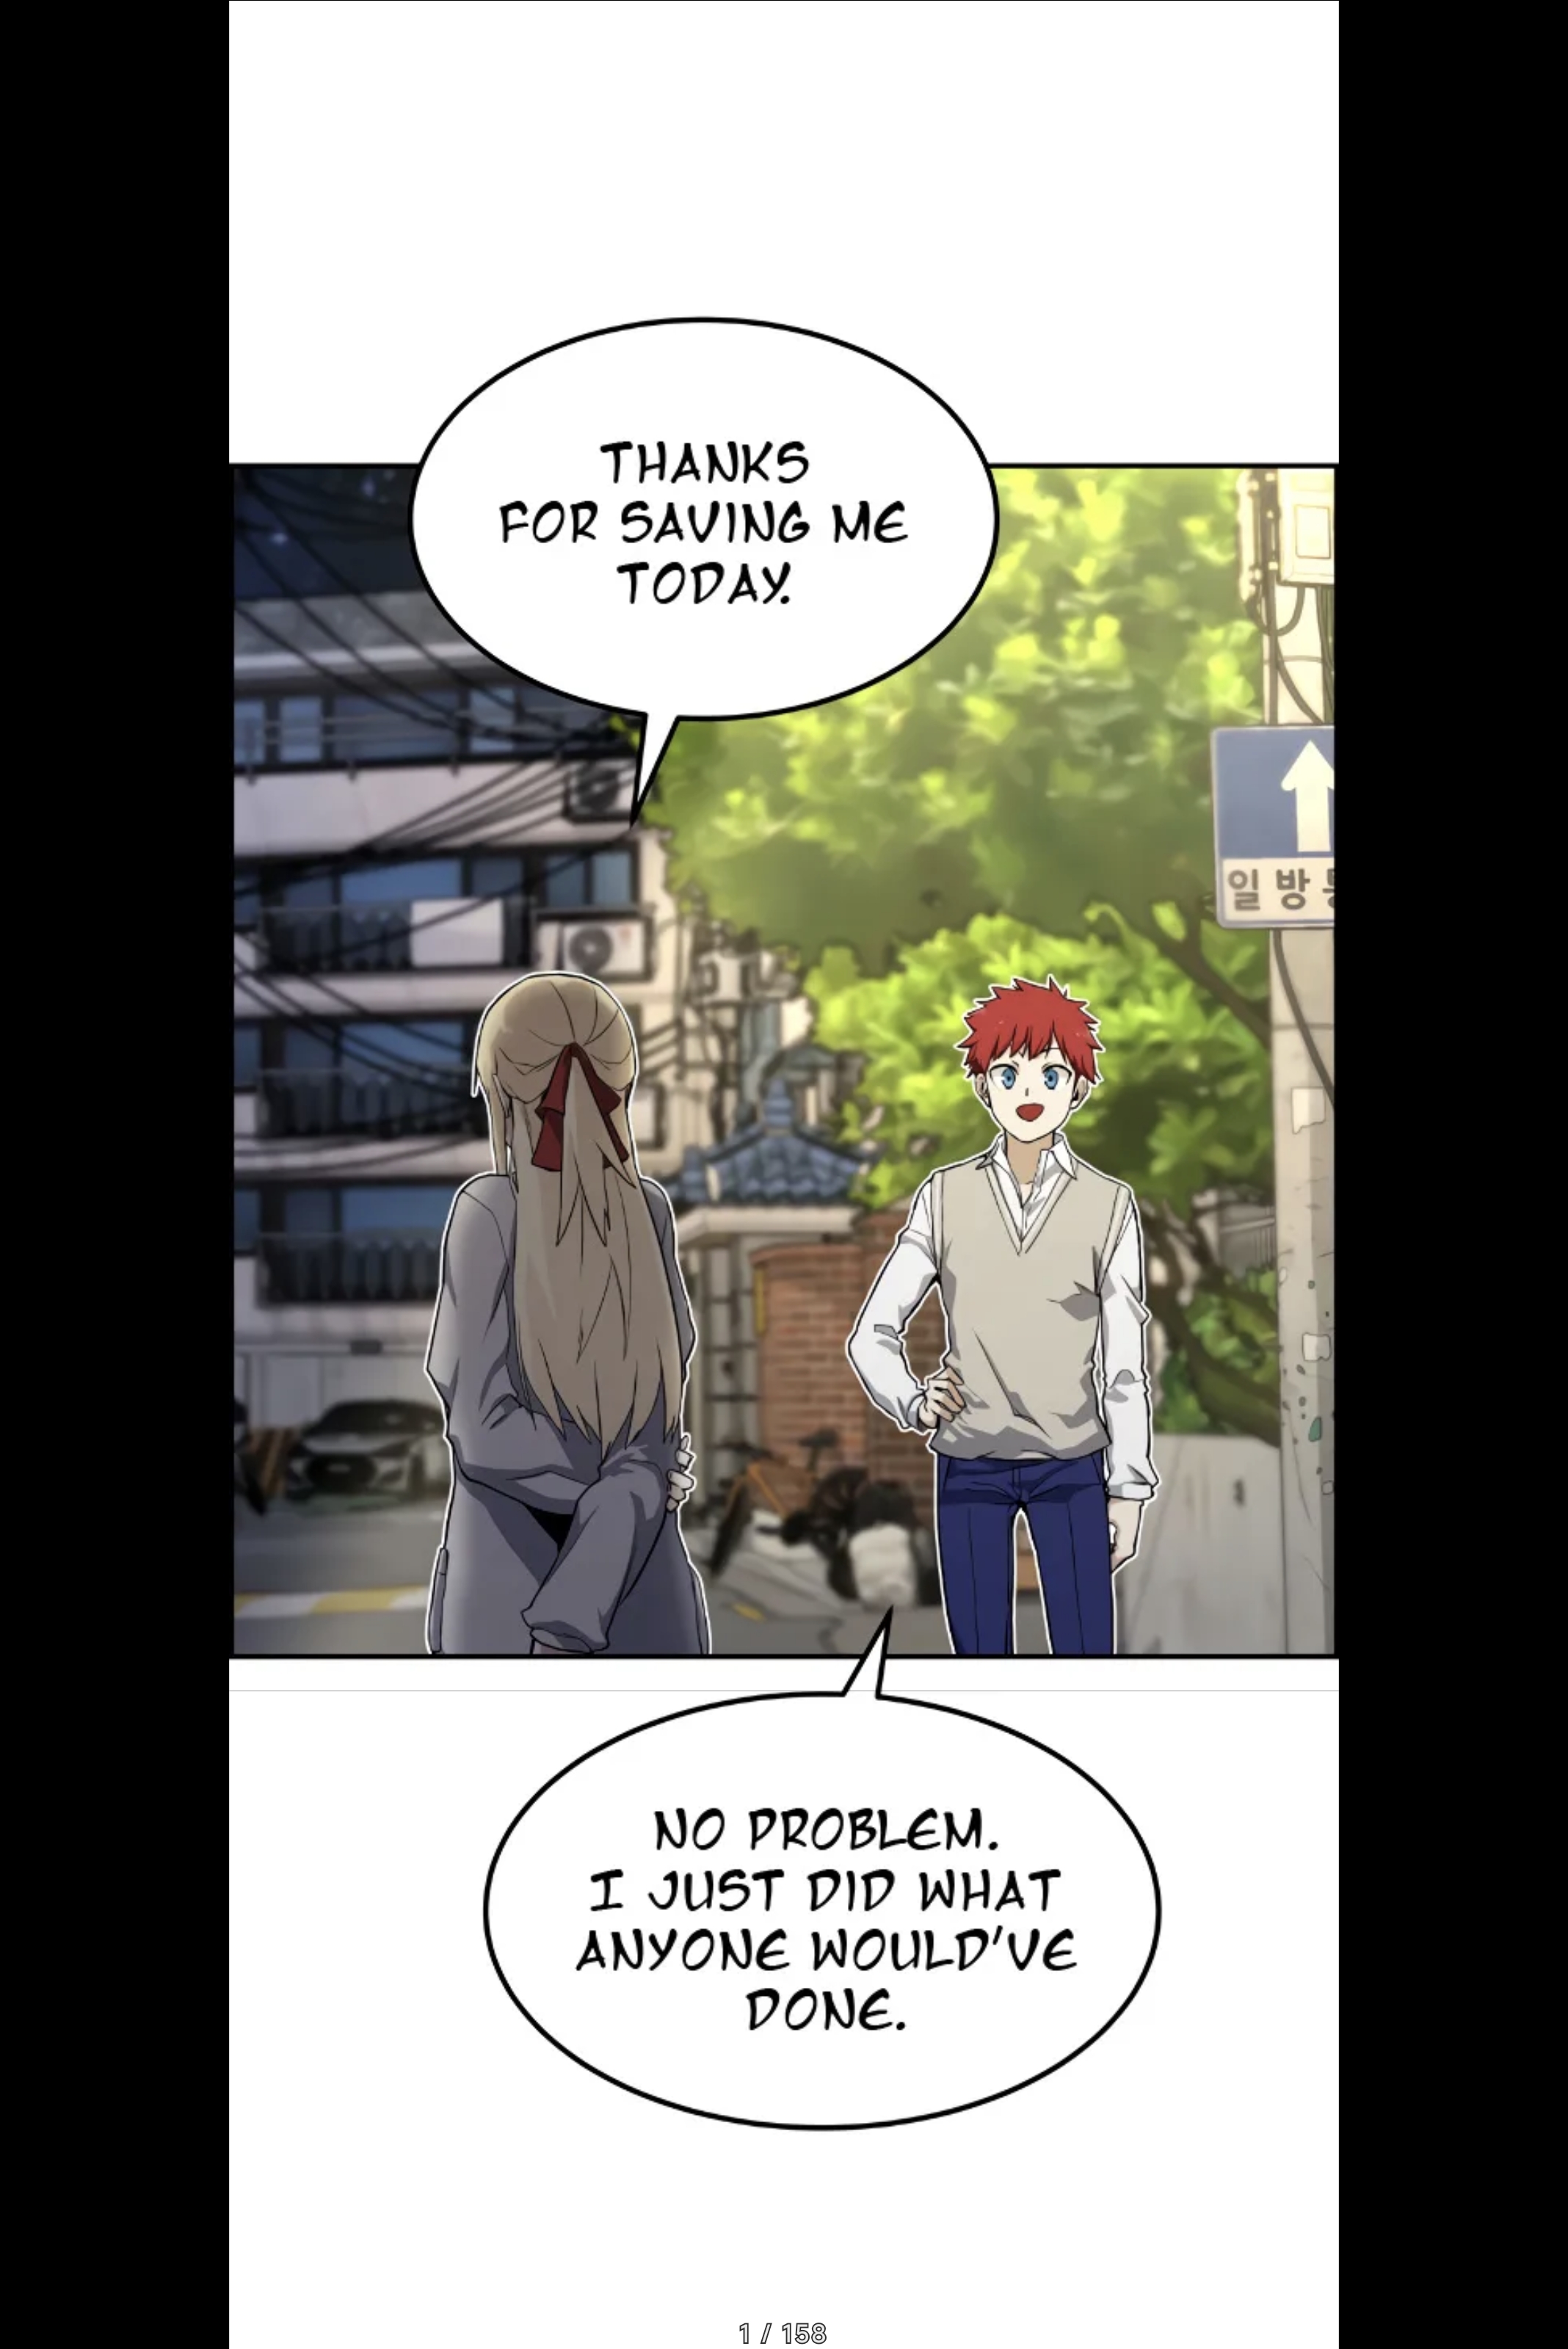 THANKS
FOR SAVING ME
TODAY.
일방
NO PROBLEM.
I JUST DID WHAT
ANYONE WOULD'VE
DONE.
1 / 158